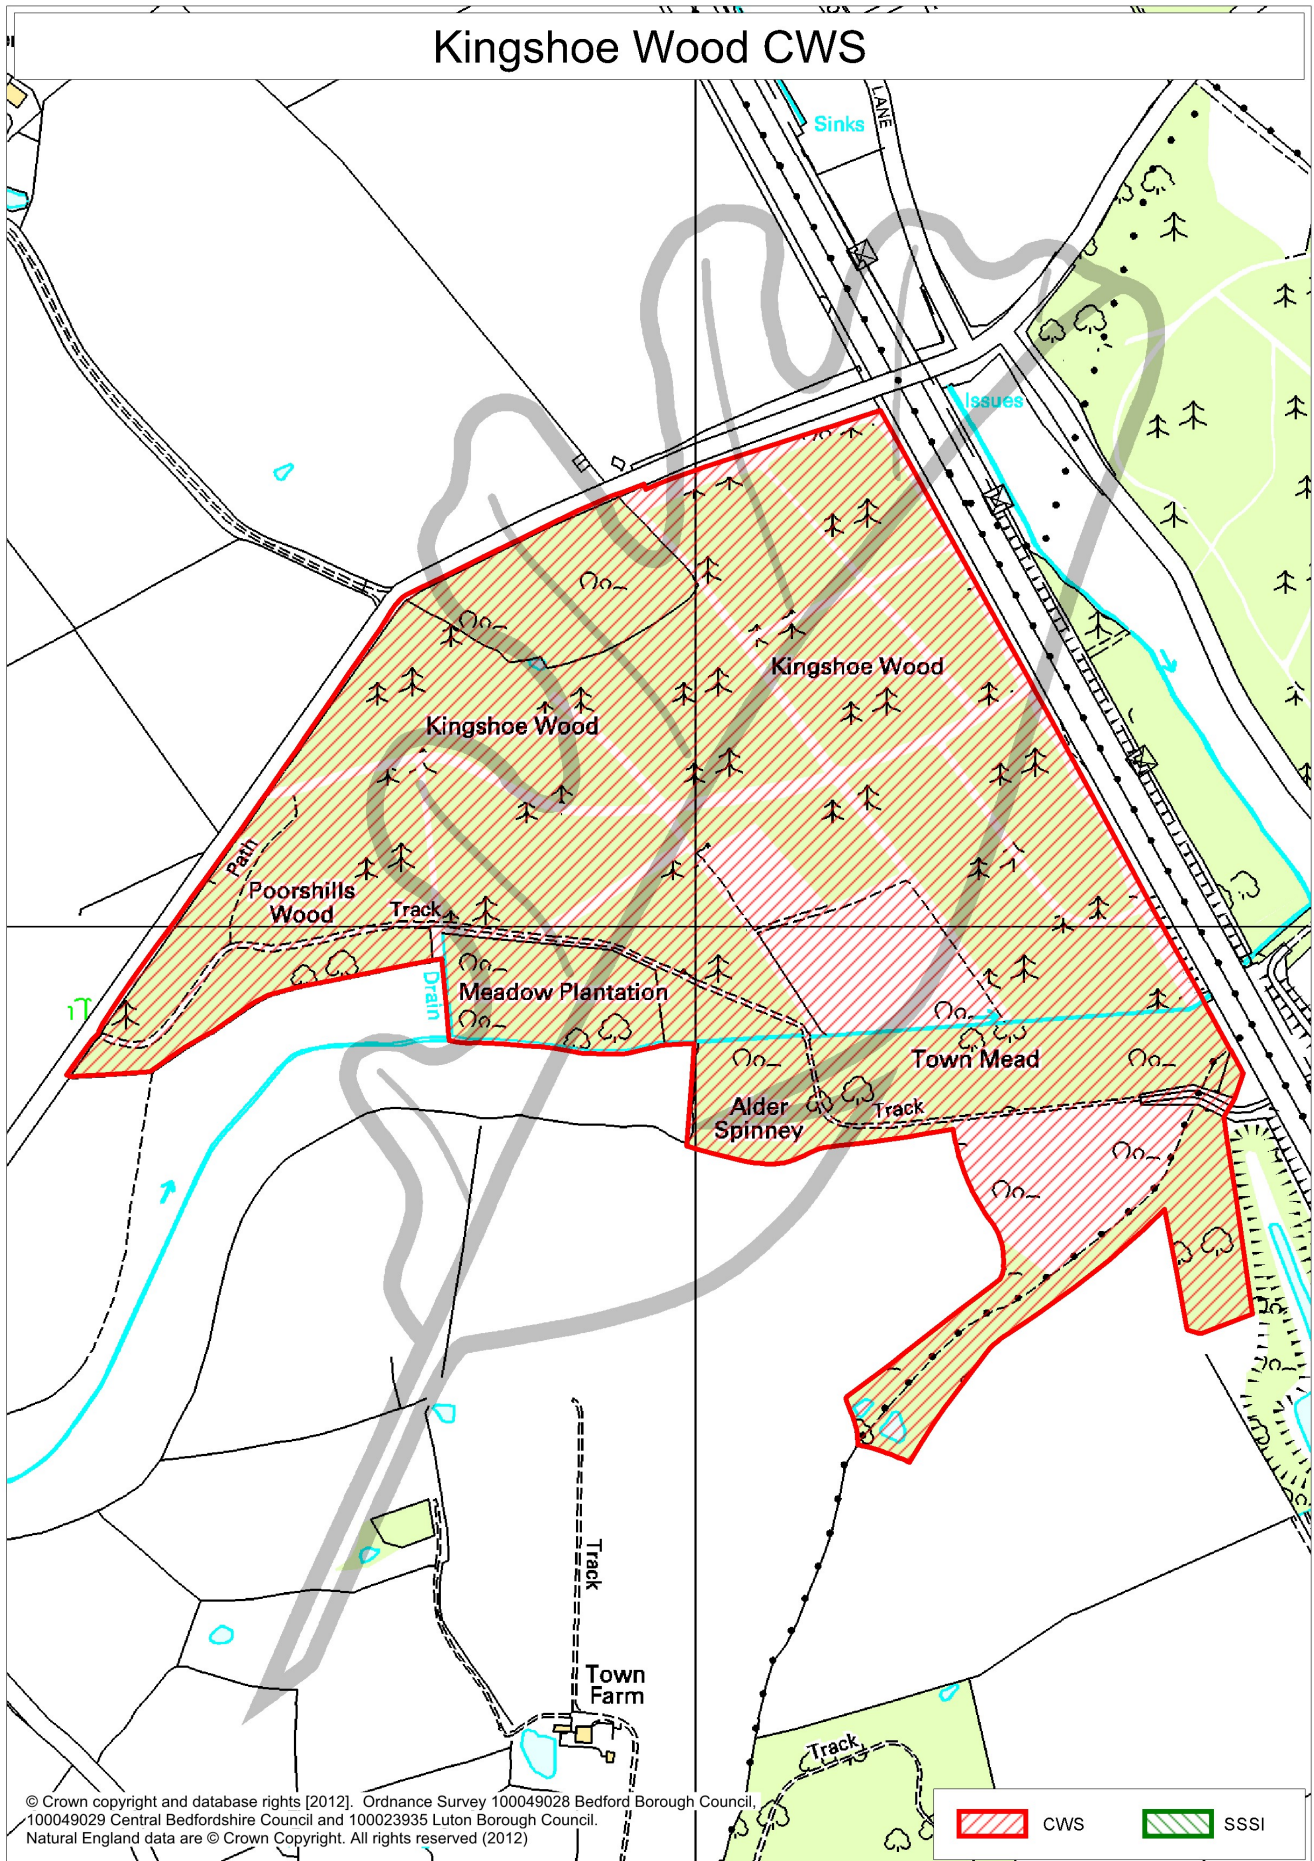 Kingshoe Wood CWS
Sinks
LANE
Issues
Kingshoe Wood
Kingshoe Wood
Path
Poorshills
Wood
Track
Drain
Meadow Plantation
Town Mead
Alder
Spinney
Track
Track
Town
Farm
Track
© Crown copyright and database rights [2012]. Ordnance Survey 100049028 Bedford Borough Council,
100049029 Central Bedfordshire Council and 100023935 Luton Borough Council.
Natural England data are © Crown Copyright. All rights reserved (2012)
CWS
SSSI